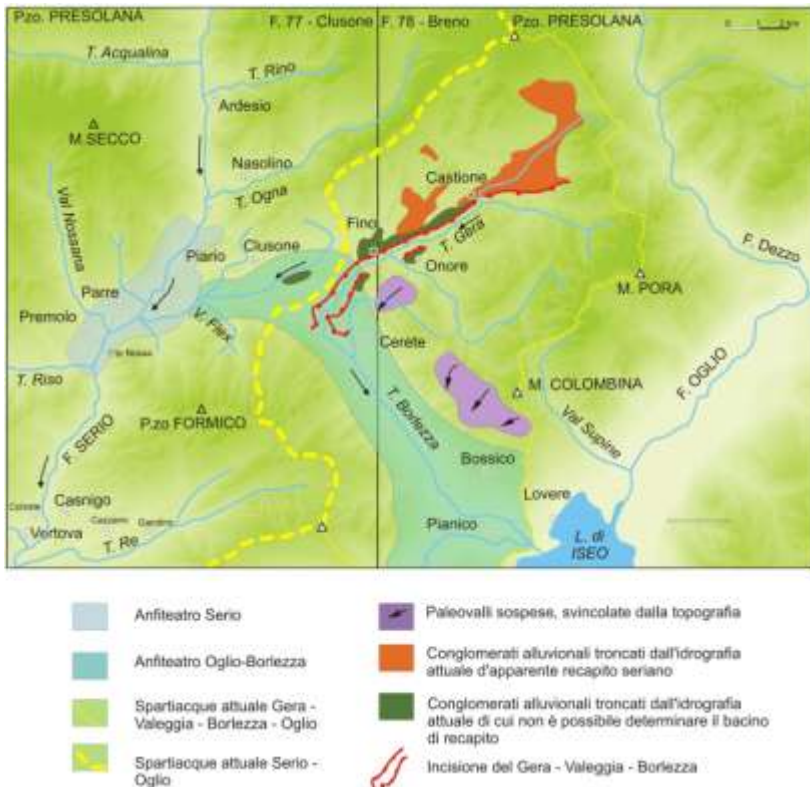 Pzo. PRESOLANA
F. 77 - Clusone
F. 78 - Breno
Pzo. PRESOLANA
T. Acqualina
T. Rino
Ardesio
M. SECCO
Nasolino
T. Ogna
Castione
Val Nossana
Fino
T. Gera
Piario
Clusone
Onore
F. Dezzo
Parre
M. PORA
Premolo
V. Flex
Cerete
T. Riso
M. COLOMBINA
P.zo FORMICO
T. Borlezza
F. OGLIO
Val Supine
F. SERIO
Bossico
Casnigo
Lovere
Gandino
Vertova
T. Re
Pianico
L. di
ISEO
Anfiteatro Serio
Anfiteatro Oglio-Borlezza
Spartiacque attuale Gera -
Valeggia - Borlezza - Oglio
Spartiacque attuale Serio -
Oglio
Paleovalli sospese, svincolate dalla topografia
Conglomerati alluvionali troncati dall'idrografia
attuale d'apparente recapito seriano
Conglomerati alluvionali troncati dall'idrografia
attuale di cui non è possibile determinare il bacino
di recapito
Incisione del Gera - Valeggia - Borlezza